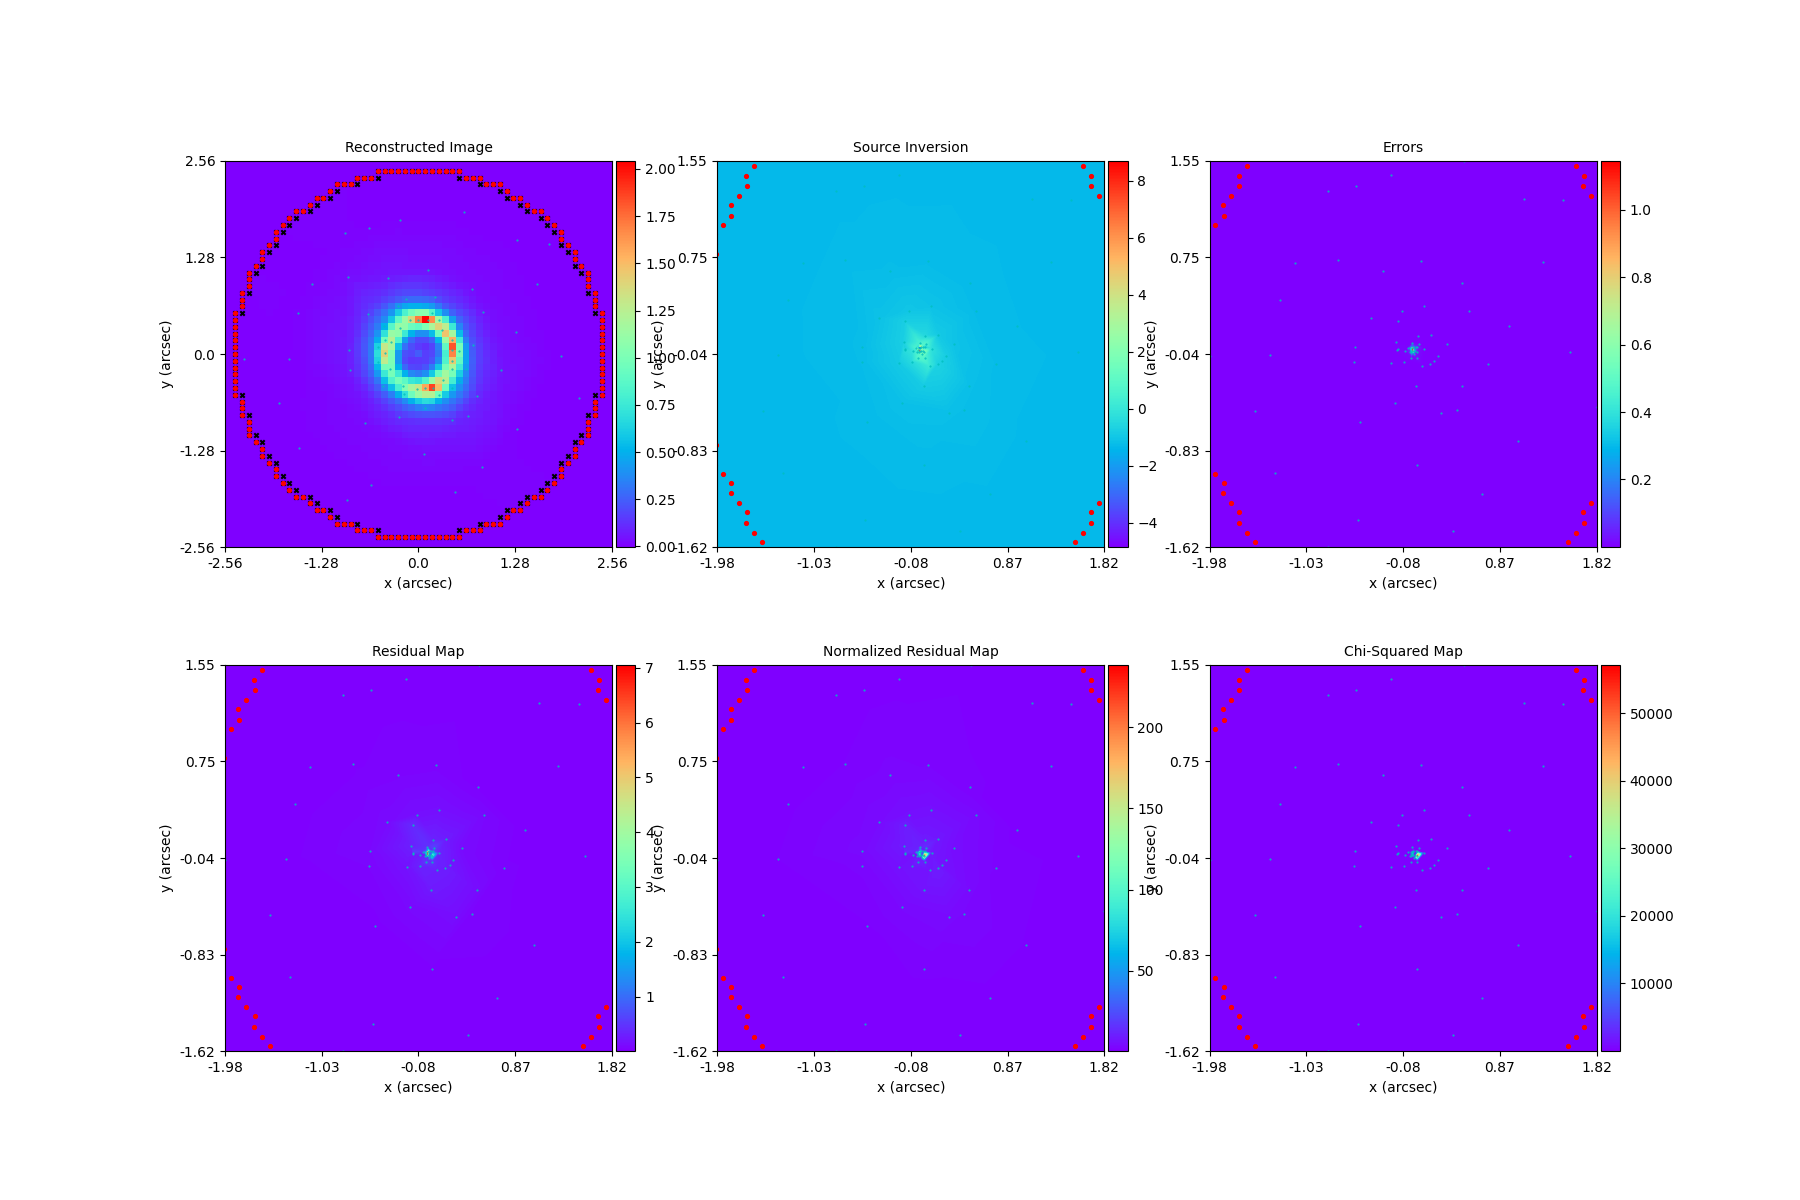 Reconstructed Image
2.56
1.28
0.0
-1.28
-2.56
y (arcsec)
-2.56 -1.28 0.0 1.28 2.56
x (arcsec)
2.00
1.75
1.50
1.25
1.00
0.75
0.50
0.25
0.00
Source Inversion
1.55
0.75
-0.04
-0.83
-1.62
y (arcsec)
-1.98 -1.03 -0.08 0.87 1.82
x (arcsec)
8
6
4
2
0
−2
−4
Errors
1.55
0.75
-0.04
-0.83
-1.62
y (arcsec)
-1.98 -1.03 -0.08 0.87 1.82
x (arcsec)
1.0
0.8
0.6
0.4
0.2
Residual Map
1.55
0.75
-0.04
-0.83
-1.62
y (arcsec)
-1.98 -1.03 -0.08 0.87 1.82
x (arcsec)
7
6
5
4
3
2
1
Normalized Residual Map
1.55
0.75
-0.04
-0.83
-1.62
y (arcsec)
-1.98 -1.03 -0.08 0.87 1.82
x (arcsec)
200
150
100
50
Chi-Squared Map
1.55
0.75
-0.04
-0.83
-1.62
y (arcsec)
-1.98 -1.03 -0.08 0.87 1.82
x (arcsec)
50000
40000
30000
20000
10000